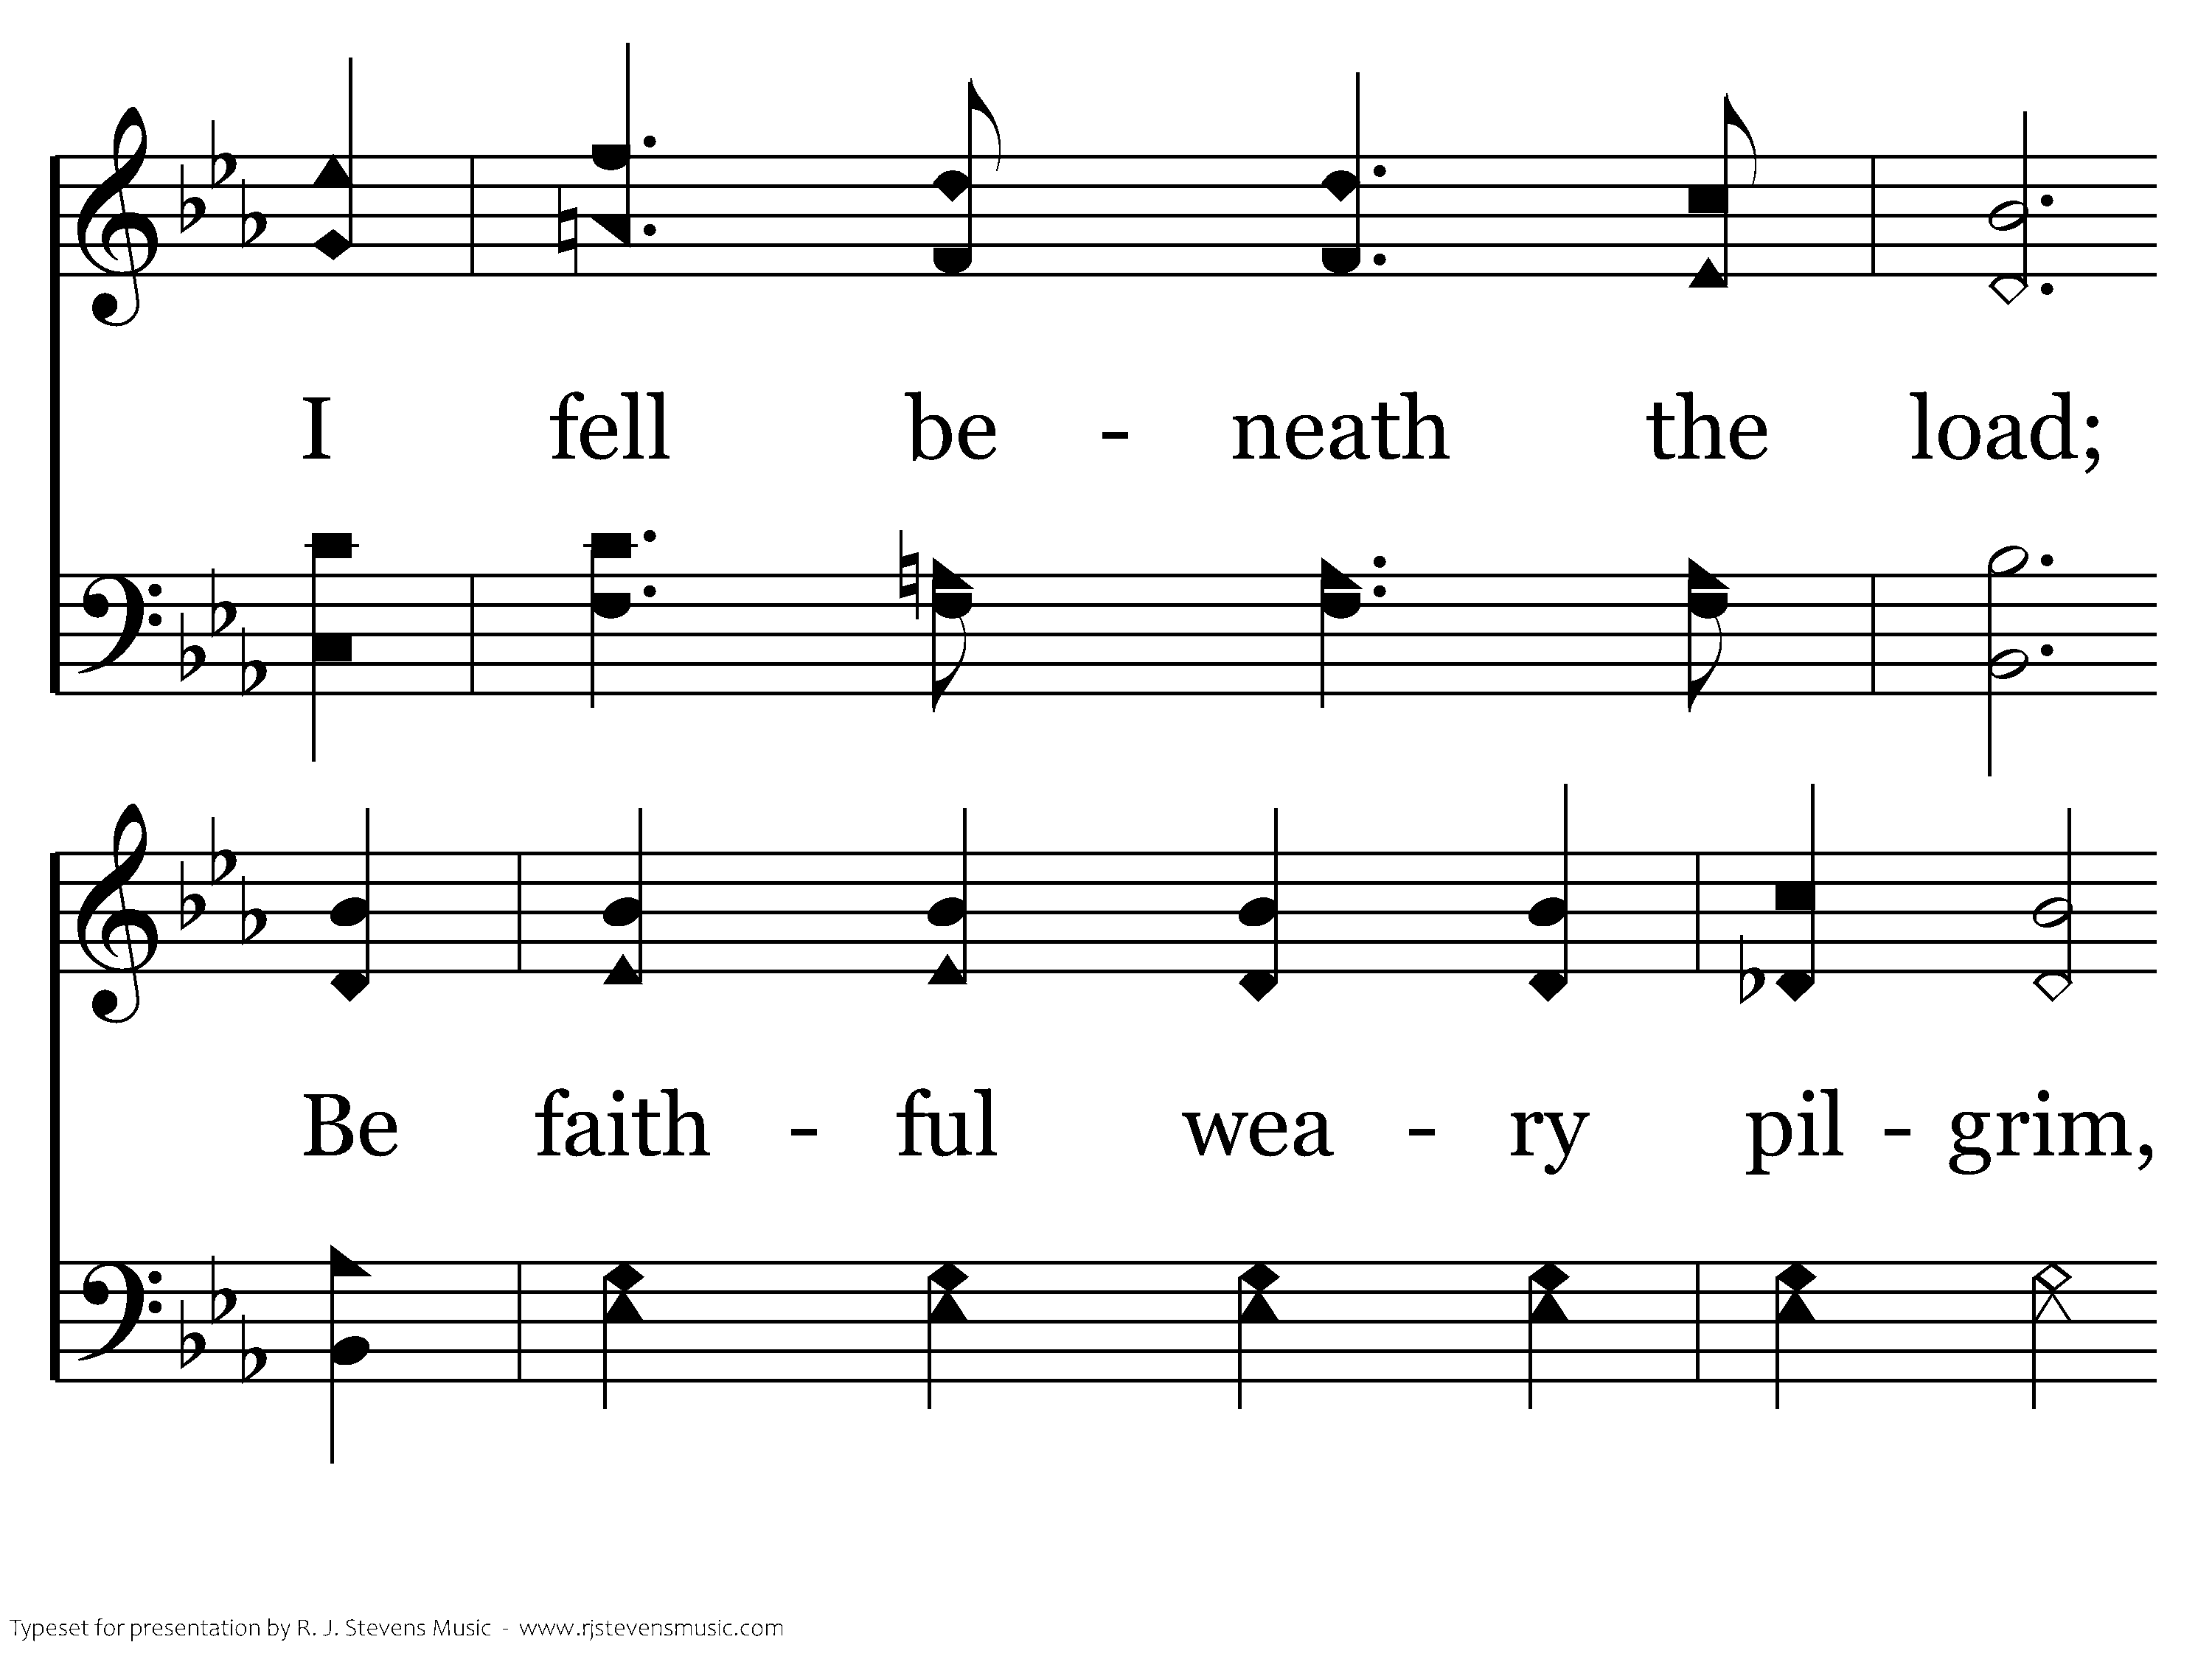 I fell be - neath the load;
Be faith - ful wea - ry pil - grim,
Typeset for presentation by R. J. Stevens Music - www.rjstevensmusic.com